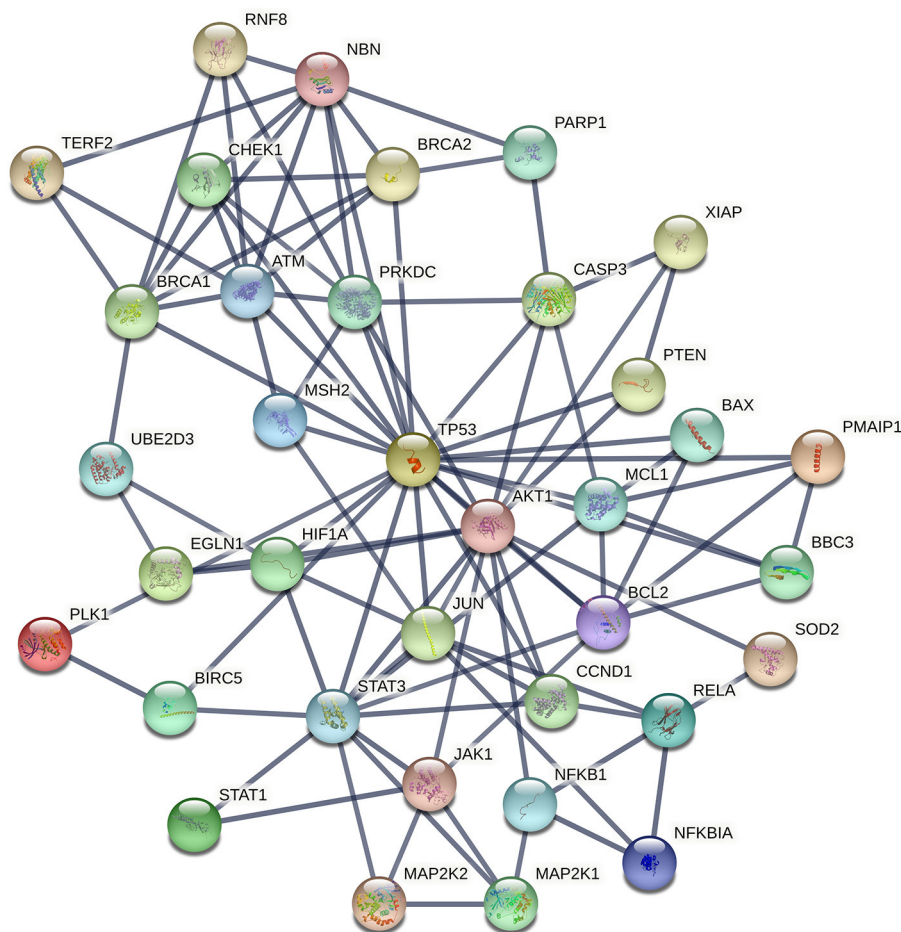 RNF8
NBN
PARP1
TERF2
CHEK1
BRCA2
XIAP
BRCA1
ATM
PRKDC
CASP3
PTEN
MSH2
BAX
UBE2D3
TP53
MCL1
PMAIP1
AKT1
EGLN1
HIF1A
BBC3
PLK1
JUN
BCL2
SOD2
BIRC5
STAT3
CCND1
RELA
JAK1
NFKB1
STAT1
NFKBIA
MAP2K2
MAP2K1